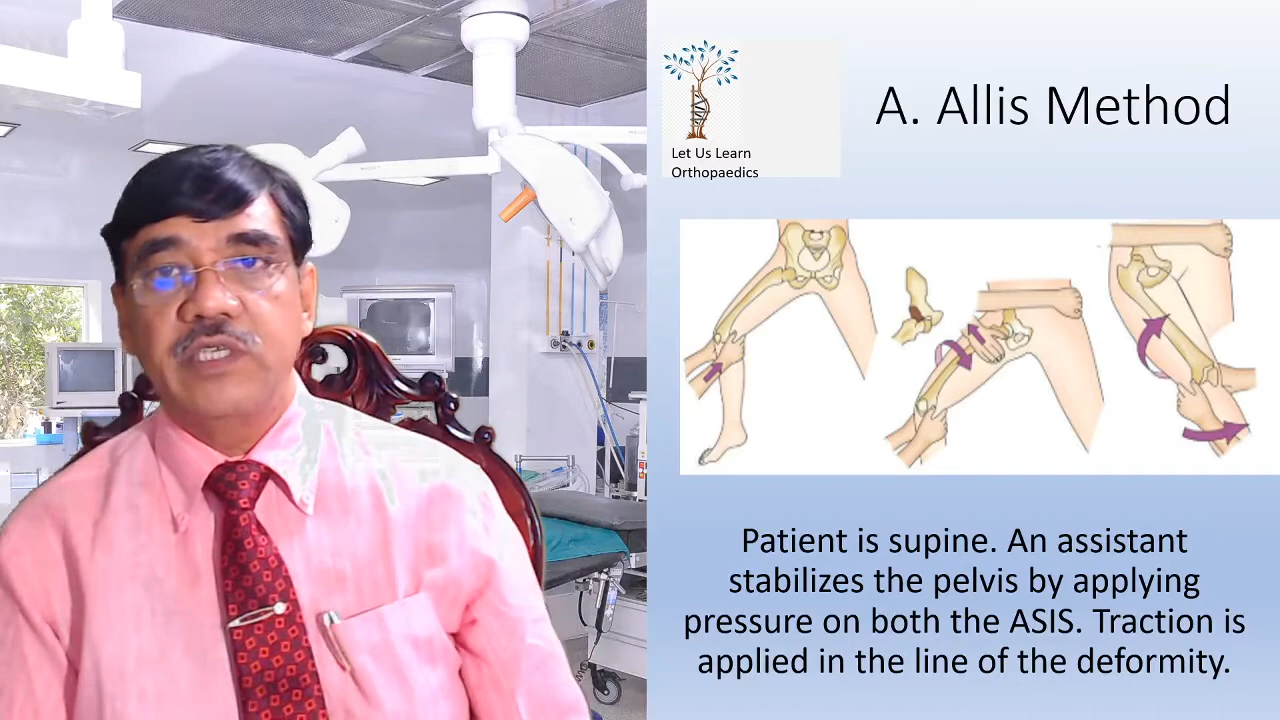 A. Allis Method
Let Us Learn
Orthopaedics
Patient is supine. An assistant
stabilizes the pelvis by applying
pressure on both the ASIS. Traction is
applied in the line of the deformity.